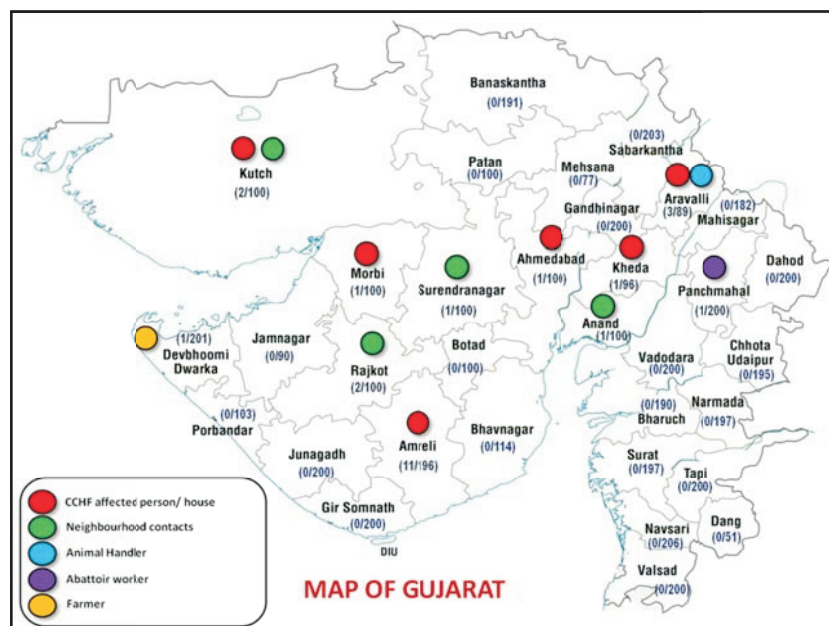 Banaskantha
(0/191)
(0/203)
Sabarkantha
Patan
(0/100)
Mehsana
(0/77)
Kutch
(2/100)
Aravalli
(3/89)
(0/182)
Mahisagar
Gandhinagar
(0/200)
Ahmedabad
(1/100)
Kheda
(1/96)
Morbi
(1/100)
Surendranagar
(1/100)
Panchmahal
(1/200)
Dahod
(0/200)
Anand
(1/100)
(1/201)
Devbhoomi
Dwarka
Jamnagar
(0/90)
Rajkot
(2/100)
Botad
(0/100)
Vadodara
(0/200)
Chhota
Udaipur
(0/195)
(0/103)
Porbandar
(0/190)
Bharuch
Narmada
(0/197)
Junagadh
(0/200)
Amreli
(11/196)
Bhavnagar
(0/114)
Surat
(0/197)
Tapi
(0/200)
Gir Somnath
(0/200)
DIU
Navsari
(0/206)
Dang
(0/51)
Valsad
(0/200)
CCHF affected person/ house
Neighbourhood contacts
Animal Handler
Abattoir worker
Farmer
MAP OF GUJARAT